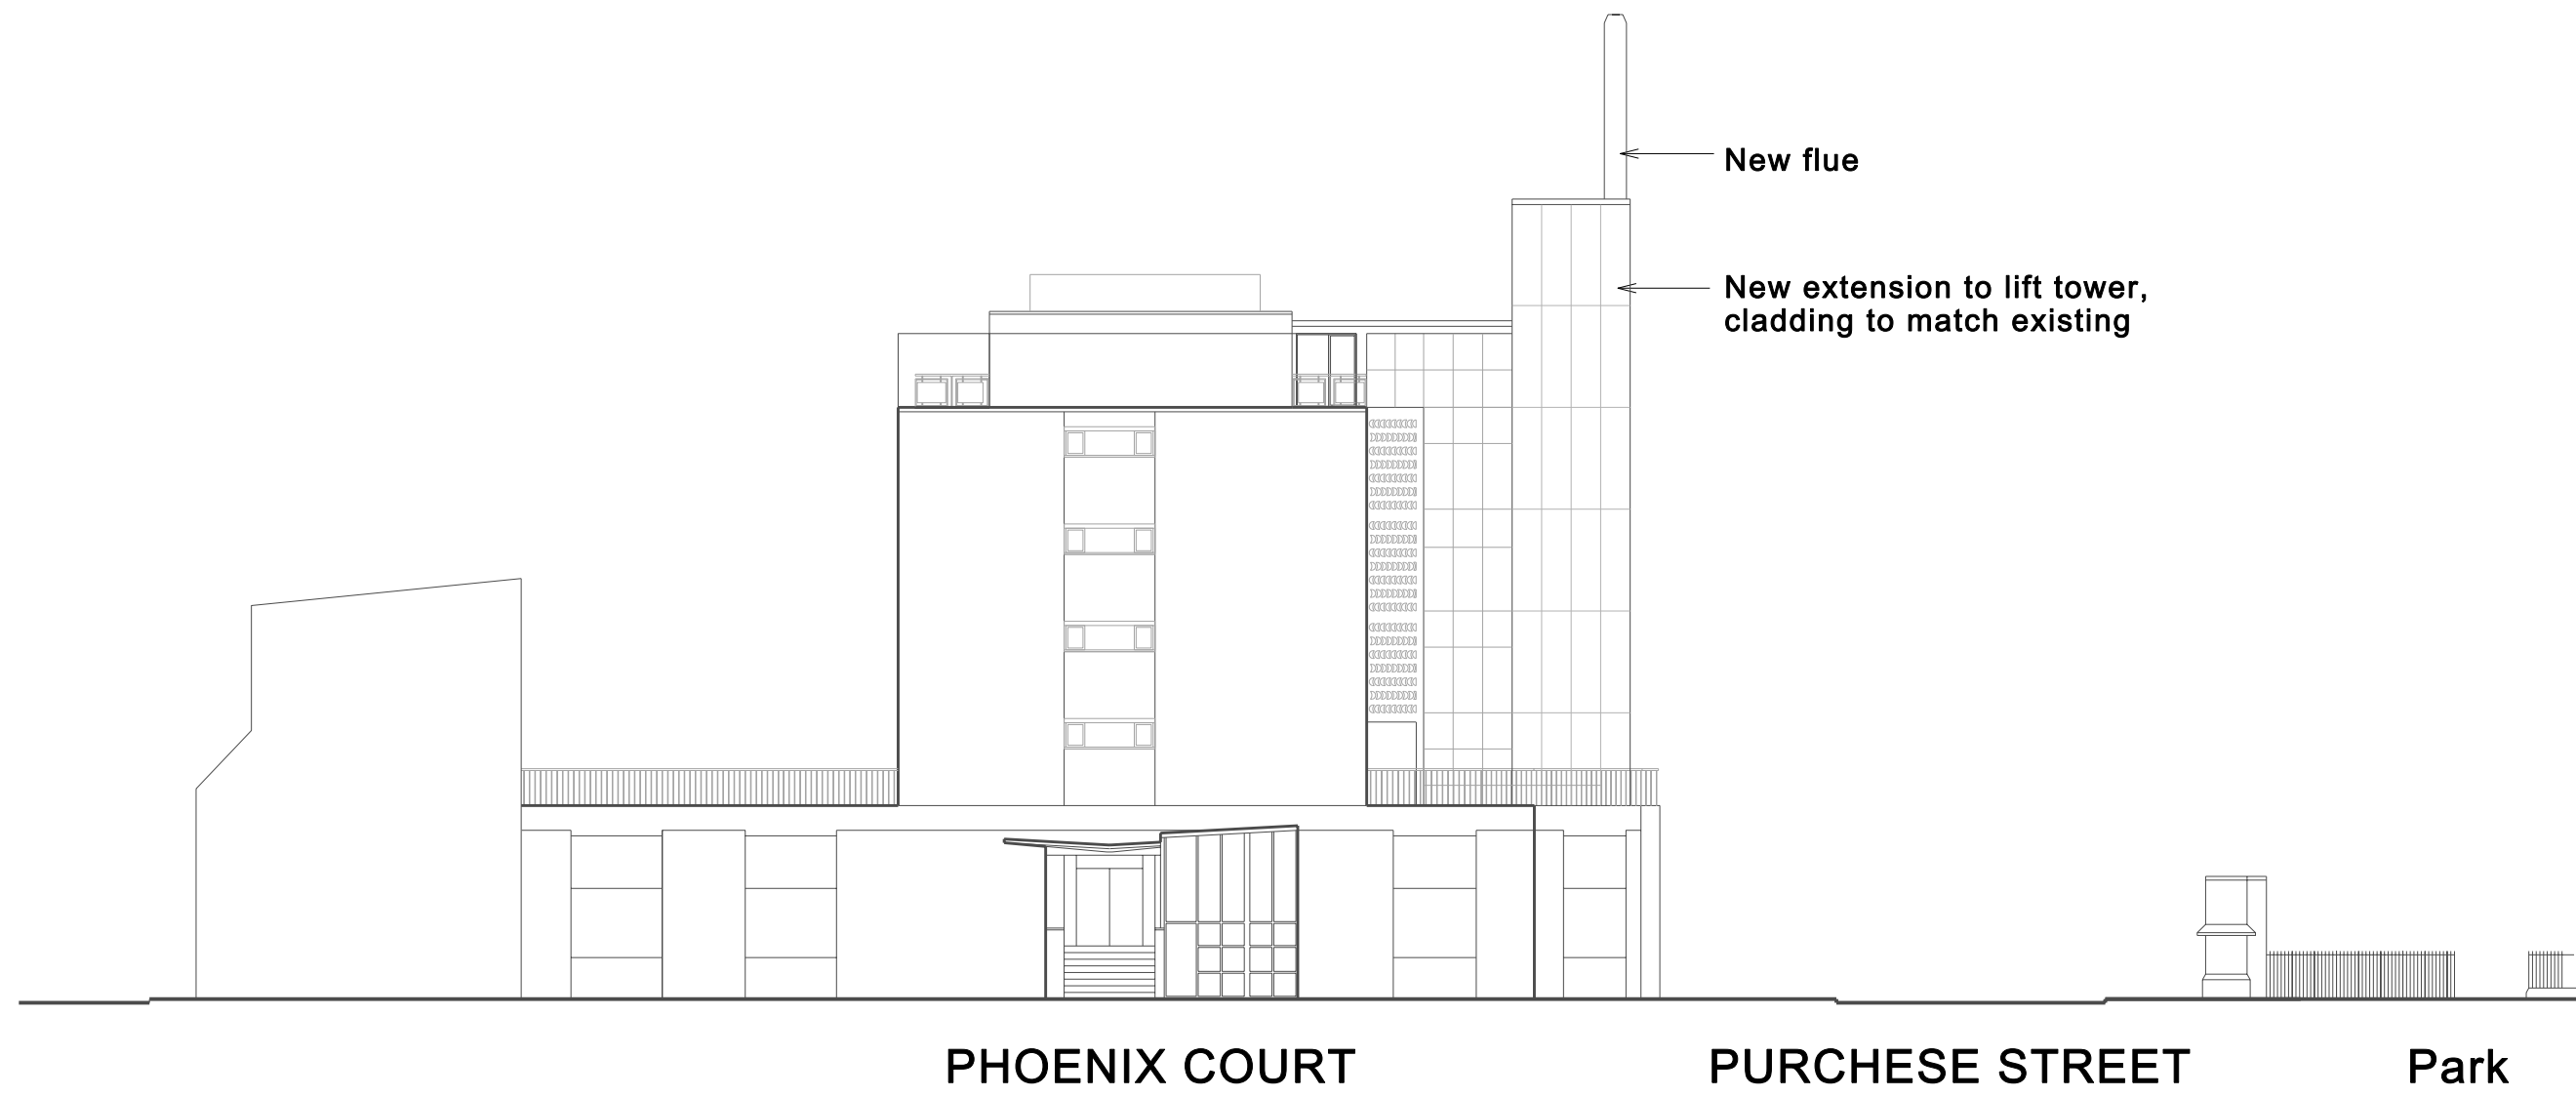 New flue
New extension to lift tower,
cladding to match existing
PHOENIX COURT
PURCHESE STREET
Park